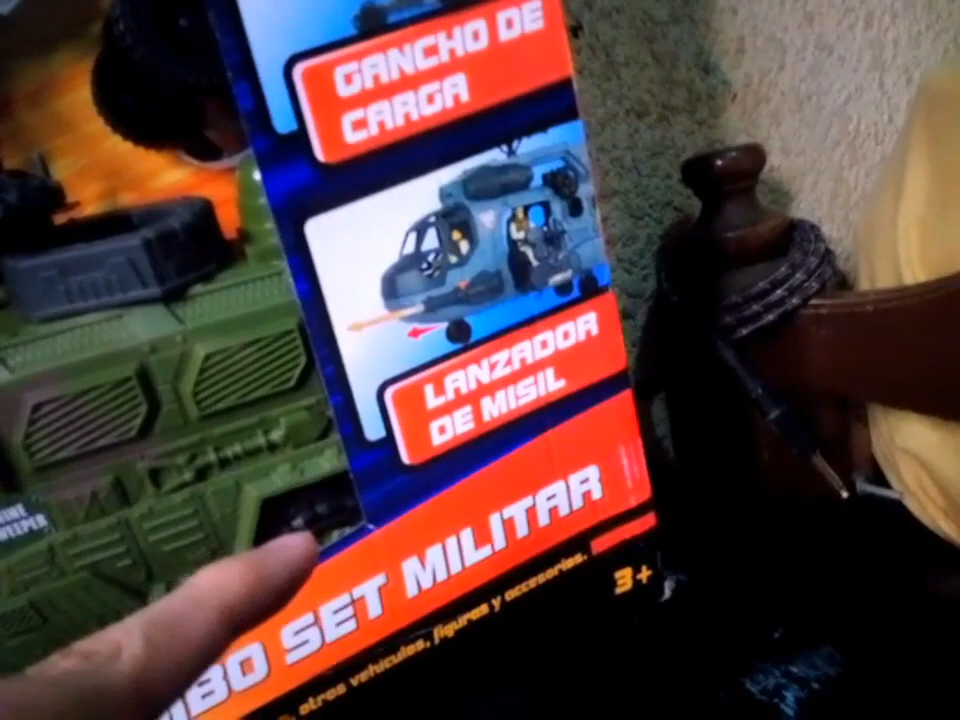 GANCHO DE
CARGA
LANZADOR
DE MISIL
SET MILITAR
otros vehículos, figuras y accesorios.
3+